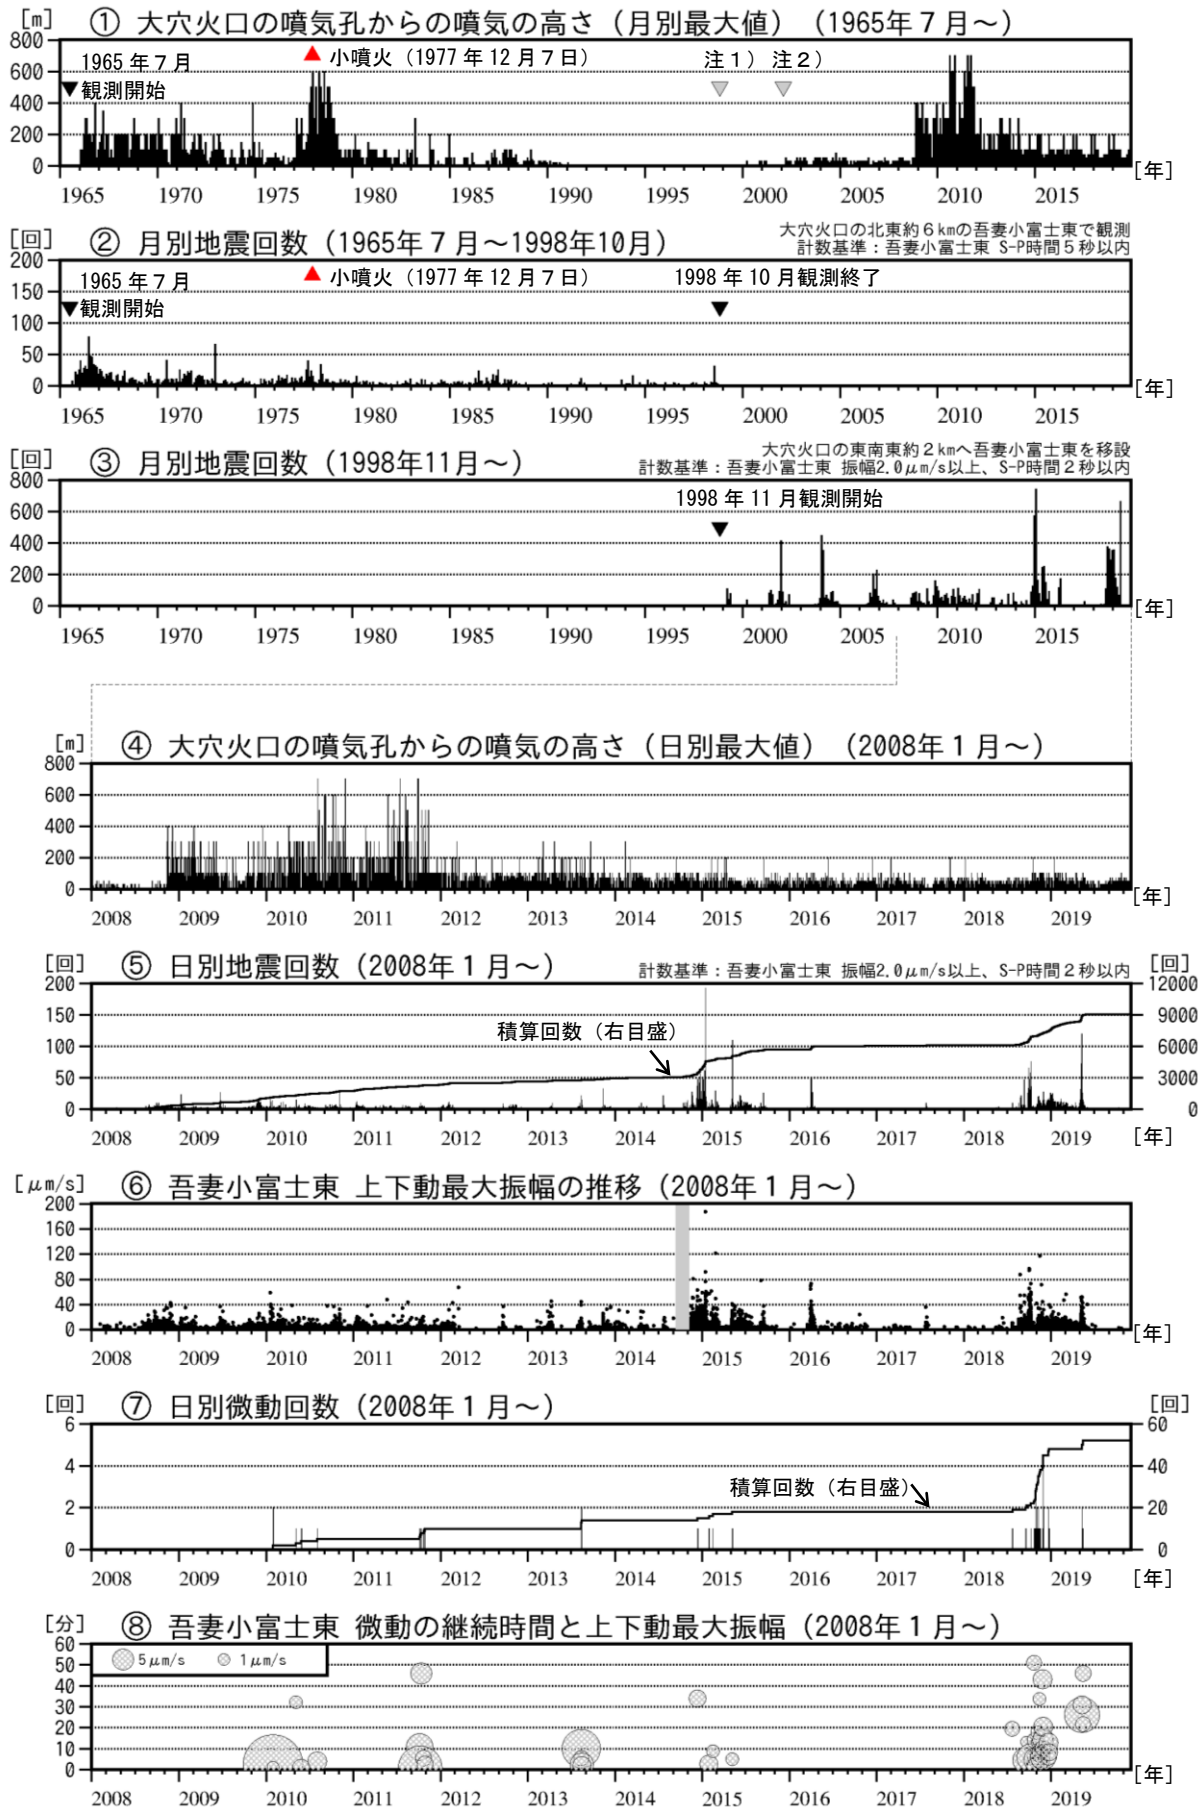 [m] ① 大穴火口の噴気孔からの噴気の高さ（月別最大値）（1965年７月～）
800
600
400
200
0
1965年７月
観測開始
小噴火（1977年12月７日）
注１） 注２）
1965 1970 1975 1980 1985 1990 1995 2000 2005 2010 2015 [年]
[回] ② 月別地震回数（1965年７月～1998年10月）
大穴火口の北東約６kmの吾妻小富士東で観測
計数基準：吾妻小富士東 S-P時間５秒以内
200
150
100
50
0
1965年７月
観測開始
小噴火（1977年12月７日）
1998年10月観測終了
1965 1970 1975 1980 1985 1990 1995 2000 2005 2010 2015 [年]
[回] ③ 月別地震回数（1998年11月～）
大穴火口の東南東約２kmへ吾妻小富士東を移設
計数基準：吾妻小富士東 振幅2.0μm/s以上、S-P時間２秒以内
800
600
400
200
0
1998年11月観測開始
1965 1970 1975 1980 1985 1990 1995 2000 2005 2010 2015 [年]
[m] ④ 大穴火口の噴気孔からの噴気の高さ（日別最大値）（2008年１月～）
800
600
400
200
0
2008 2009 2010 2011 2012 2013 2014 2015 2016 2017 2018 2019 [年]
[回] ⑤ 日別地震回数（2008年１月～）
計数基準：吾妻小富士東 振幅2.0μm/s以上、S-P時間２秒以内 [回]
200 12000
150 9000
100 6000
50 3000
0 0
積算回数（右目盛）
2008 2009 2010 2011 2012 2013 2014 2015 2016 2017 2018 2019 [年]
[μm/s] ⑥ 吾妻小富士東 上下動最大振幅の推移（2008年１月～）
200
160
120
80
40
0
2008 2009 2010 2011 2012 2013 2014 2015 2016 2017 2018 2019 [年]
[回] ⑦ 日別微動回数（2008年１月～） [回]
6 60
4 40
2 20
0 0
積算回数（右目盛）
2008 2009 2010 2011 2012 2013 2014 2015 2016 2017 2018 2019 [年]
[分] ⑧ 吾妻小富士東 微動の継続時間と上下動最大振幅（2008年１月～）
60
50
40
30
20
10
0
5μm/s 1μm/s
2008 2009 2010 2011 2012 2013 2014 2015 2016 2017 2018 2019 [年]